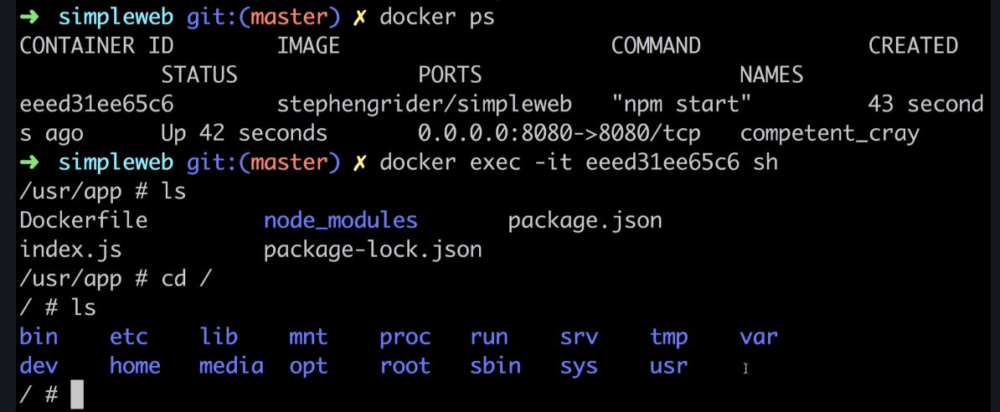 ➜ simpleweb git:(master) ✗ docker ps
CONTAINER ID IMAGE COMMAND CREATED
STATUS PORTS NAMES
eeed31ee65c6 stephengrider/simpleweb "npm start" 43 second
s ago Up 42 seconds 0.0.0.0:8080->8080/tcp competent_cray
➜ simpleweb git:(master) ✗ docker exec -it eeed31ee65c6 sh
/usr/app # ls
Dockerfile node_modules package.json
index.js package-lock.json
/usr/app # cd /
/ # ls
bin etc lib mnt proc run srv tmp var
dev home media opt root sbin sys usr
/ #